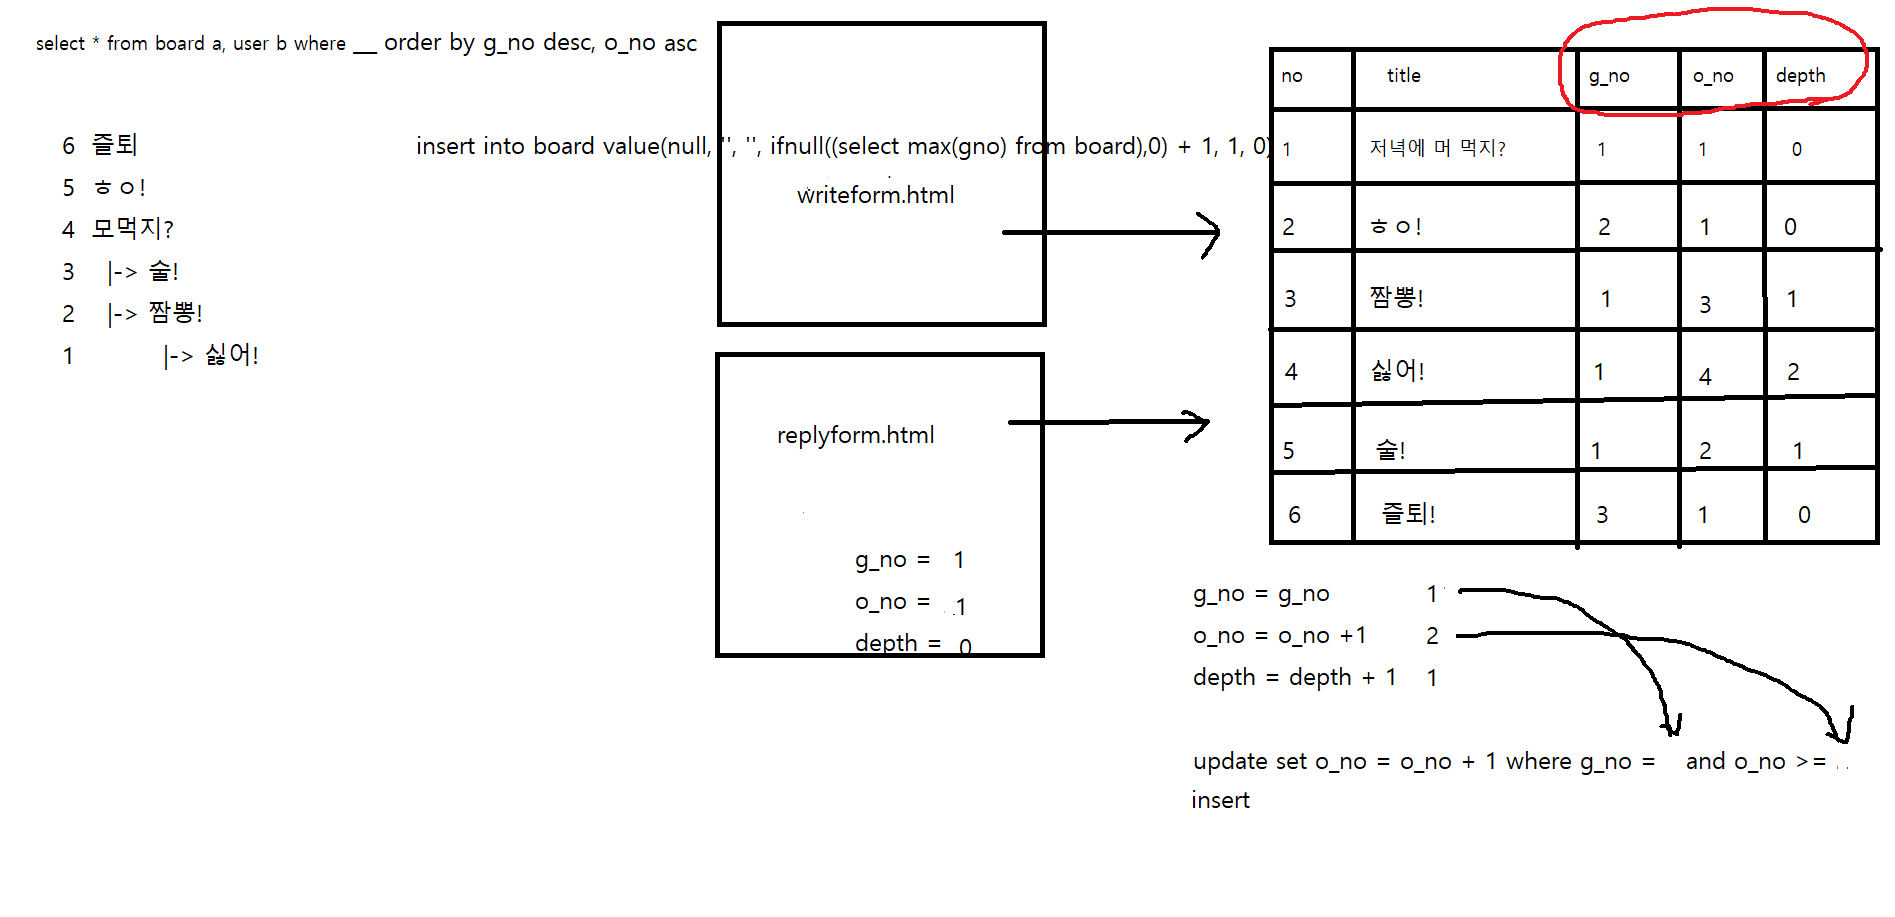 select * from board a, user b where __ order by g_no desc, o_no asc
6 즐퇴
5 ㅎㅇ!
4 모먹지?
3 |-> 술!
2 |-> 짬뽕!
1 |-> 싫어!
insert into board value(null, '', '', ifnull((select max(gno) from board),0) + 1, 1, 0)
writeform.html
replyform.html
g_no = 1
o_no = 1
depth = 0
no title g_no o_no depth
1 저녁에 머 먹지? 1 1 0
2 ㅎㅇ! 2 1 0
3 짬뽕! 1 3 1
4 싫어! 1 4 2
5 술! 1 2 1
6 즐퇴! 3 1 0
g_no = g_no 1
o_no = o_no +1 2
depth = depth + 1 1
update set o_no = o_no + 1 where g_no = and o_no >=
insert